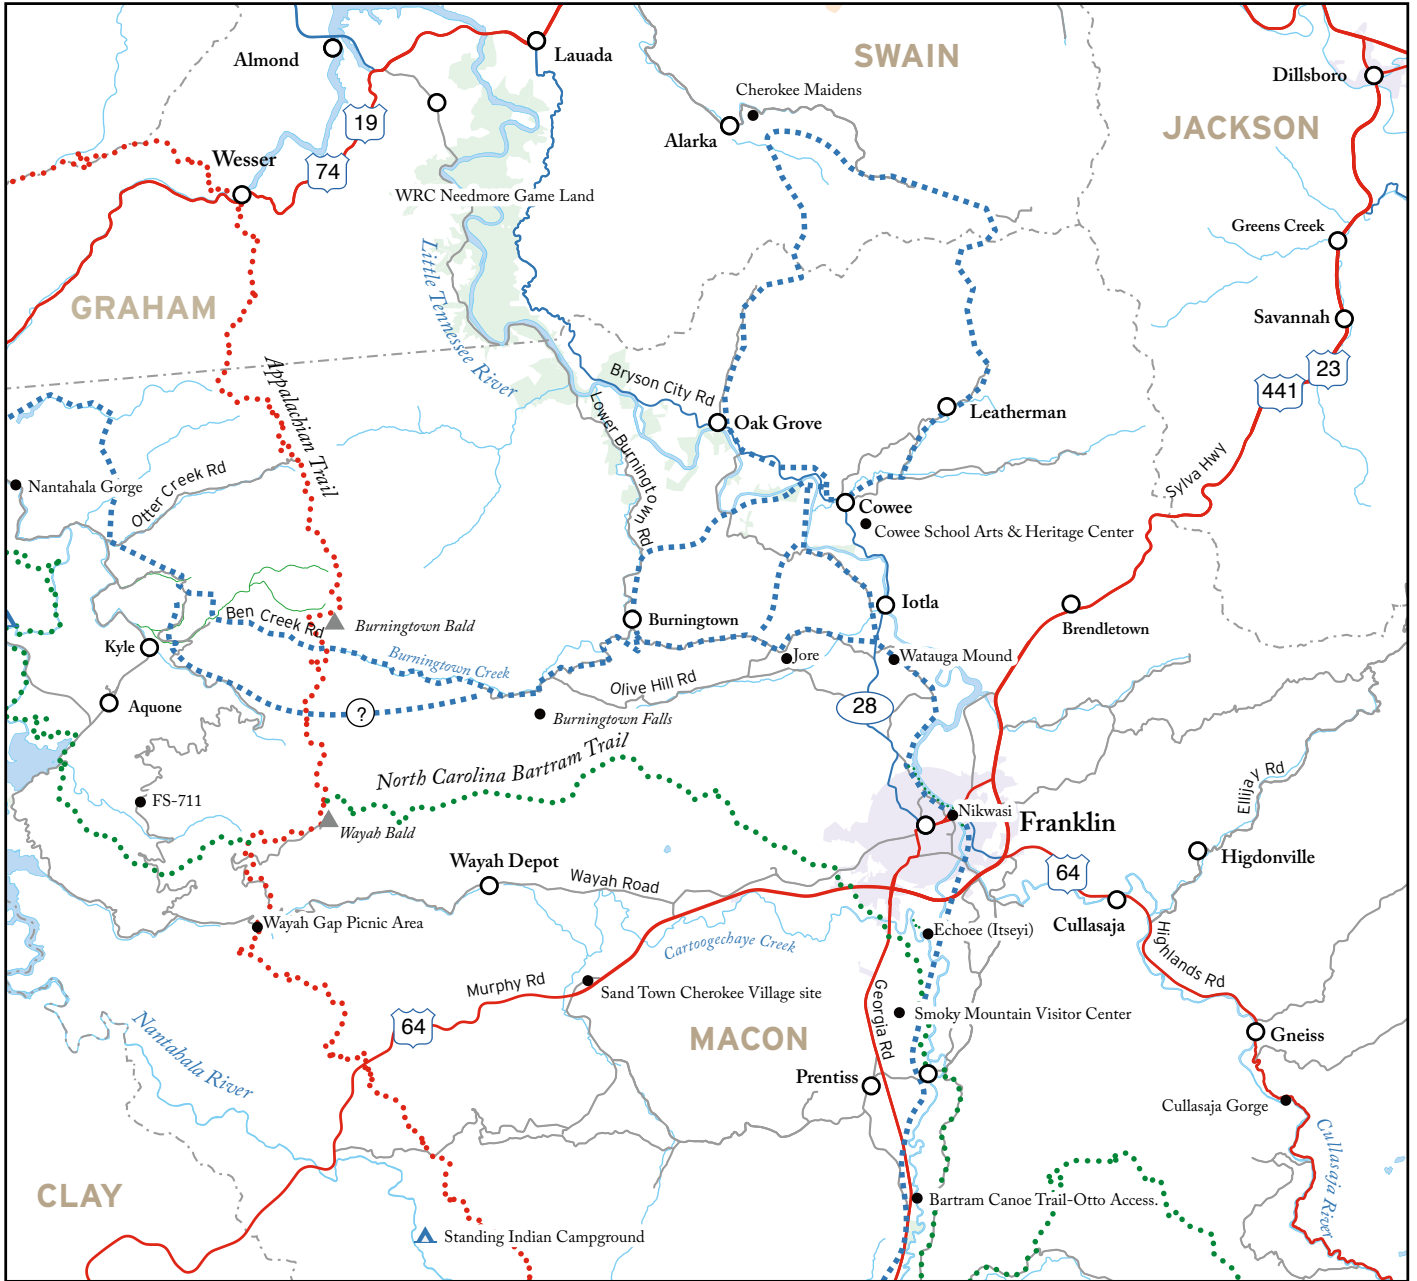 Almond
Lauada
SWAIN
Dillsboro
Cherokee Maidens
19
Alarka
JACKSON
Wesser
74
WRC Needmore Game Land
Greens Creek
Little Tennessee River
GRAHAM
Savannah
23
441
Appalachian Trail
Bryson City Rd
Lower Burningtown Rd
Oak Grove
Leatherman
Nantahala Gorge
Otter Creek Rd
Sylva Hwy
Cowee
Cowee School Arts & Heritage Center
Iotla
Ben Creek Rd
Burningtown Bald
Burningtown
Brendletown
Kyle
Burningtown Creek
Jore
Watauga Mound
Olive Hill Rd
Aquone
?
Burningtown Falls
28
North Carolina Bartram Trail
Ellijay Rd
FS-711
Nikwasi
Franklin
Wayah Bald
Wayah Depot
Wayah Road
64
Higdonville
Wayah Gap Picnic Area
Cullasaja
Echoee (Itseyi)
Cartoogechaye Creek
Highlands Rd
Murphy Rd
Sand Town Cherokee Village site
Georgia Rd
Smoky Mountain Visitor Center
64
MACON
Gneiss
Nantahala River
Prentiss
Cullasaja Gorge
Cullasaja River
CLAY
Bartram Canoe Trail-Otto Access.
Standing Indian Campground